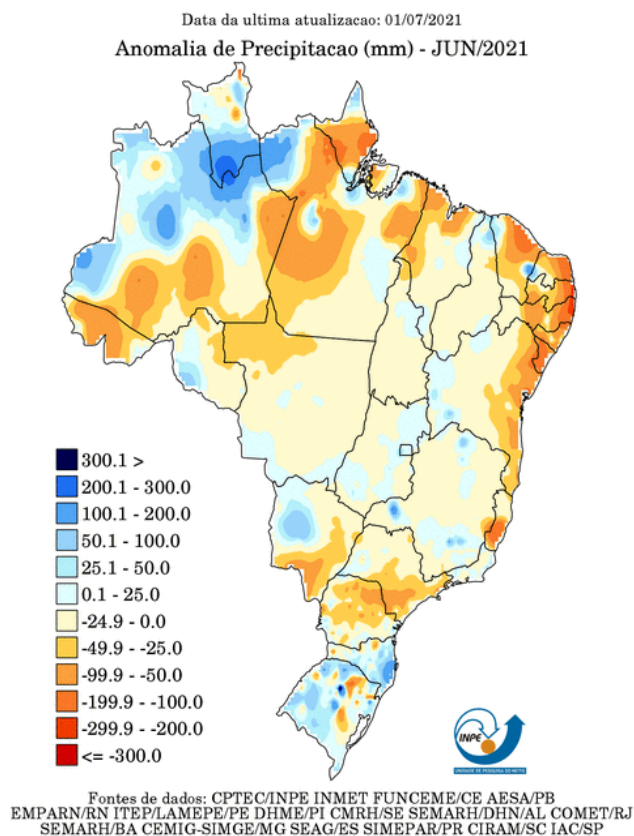 Data da ultima atualizacao: 01/07/2021
Anomalia de Precipitacao (mm) - JUN/2021
300.1 >
200.1 - 300.0
100.1 - 200.0
50.1 - 100.0
25.1 - 50.0
0.1 - 25.0
-24.9 - 0.0
-49.9 - -25.0
-99.9 - -50.0
-199.9 - -100.0
-299.9 - -200.0
<= -300.0
INPE
Fontes de dados: CPTEC/INPE INMET FUNCEME/CE AESA/PB
EMPARN/RN ITEP/LAMEPE/PE DHME/PI CMRH/SE SEMARH/DHN/AL COMET/RJ
SEMARH/BA CEMIG-SIMGE/MG SEAG/ES SIMEPAR/PR CIRAM/SC IAC/SP